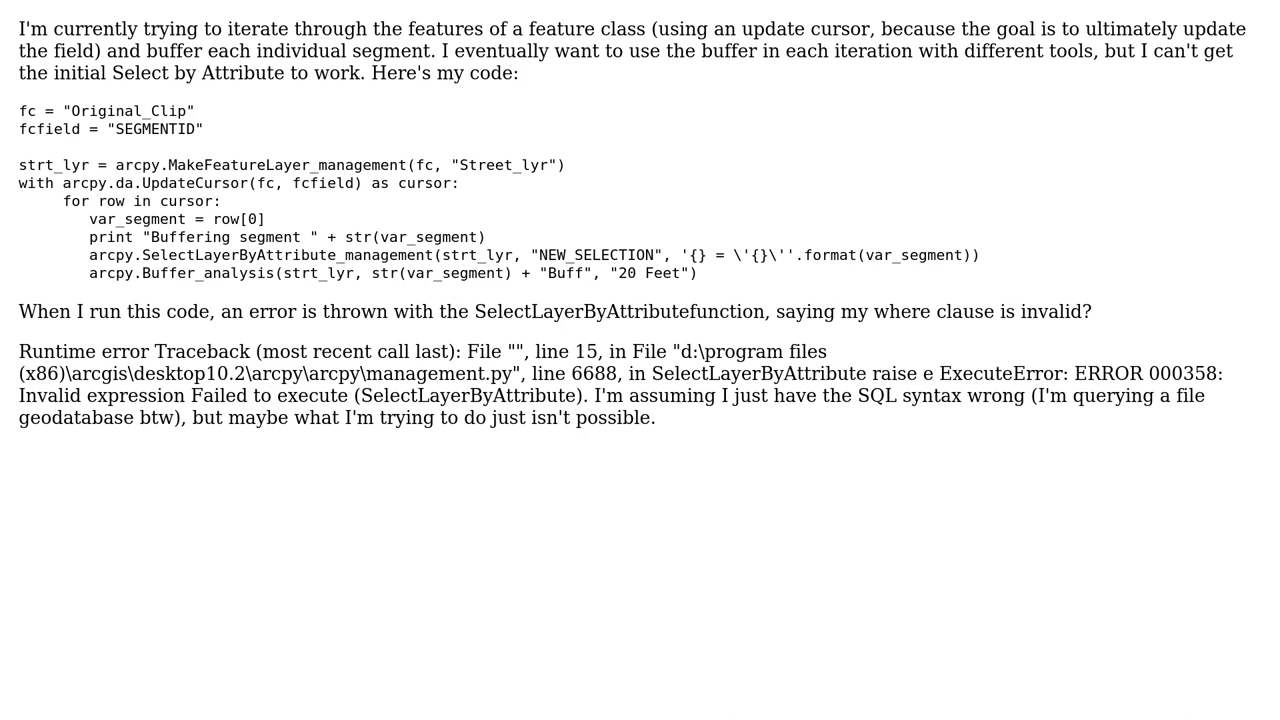 I'm currently trying to iterate through the features of a feature class (using an update cursor, because the goal is to ultimately update
the field) and buffer each individual segment. I eventually want to use the buffer in each iteration with different tools, but I can't get
the initial Select by Attribute to work. Here's my code:
fc = "Original_Clip"
fcfield = "SEGMENTID"
strt_lyr = arcpy.MakeFeatureLayer_management(fc, "Street_lyr")
with arcpy.da.UpdateCursor(fc, fcfield) as cursor:
     for row in cursor:
        var_segment = row[0]
        print "Buffering segment " + str(var_segment)
        arcpy.SelectLayerByAttribute_management(strt_lyr, "NEW_SELECTION", '{} = \'{}\''.format(var_segment))
        arcpy.Buffer_analysis(strt_lyr, str(var_segment) + "Buff", "20 Feet")
When I run this code, an error is thrown with the SelectLayerByAttributefunction, saying my where clause is invalid?
Runtime error Traceback (most recent call last): File "", line 15, in File "d:\program files
(x86)\arcgis\desktop10.2\arcpy\arcpy\management.py", line 6688, in SelectLayerByAttribute raise e ExecuteError: ERROR 000358:
Invalid expression Failed to execute (SelectLayerByAttribute). I'm assuming I just have the SQL syntax wrong (I'm querying a file
geodatabase btw), but maybe what I'm trying to do just isn't possible.